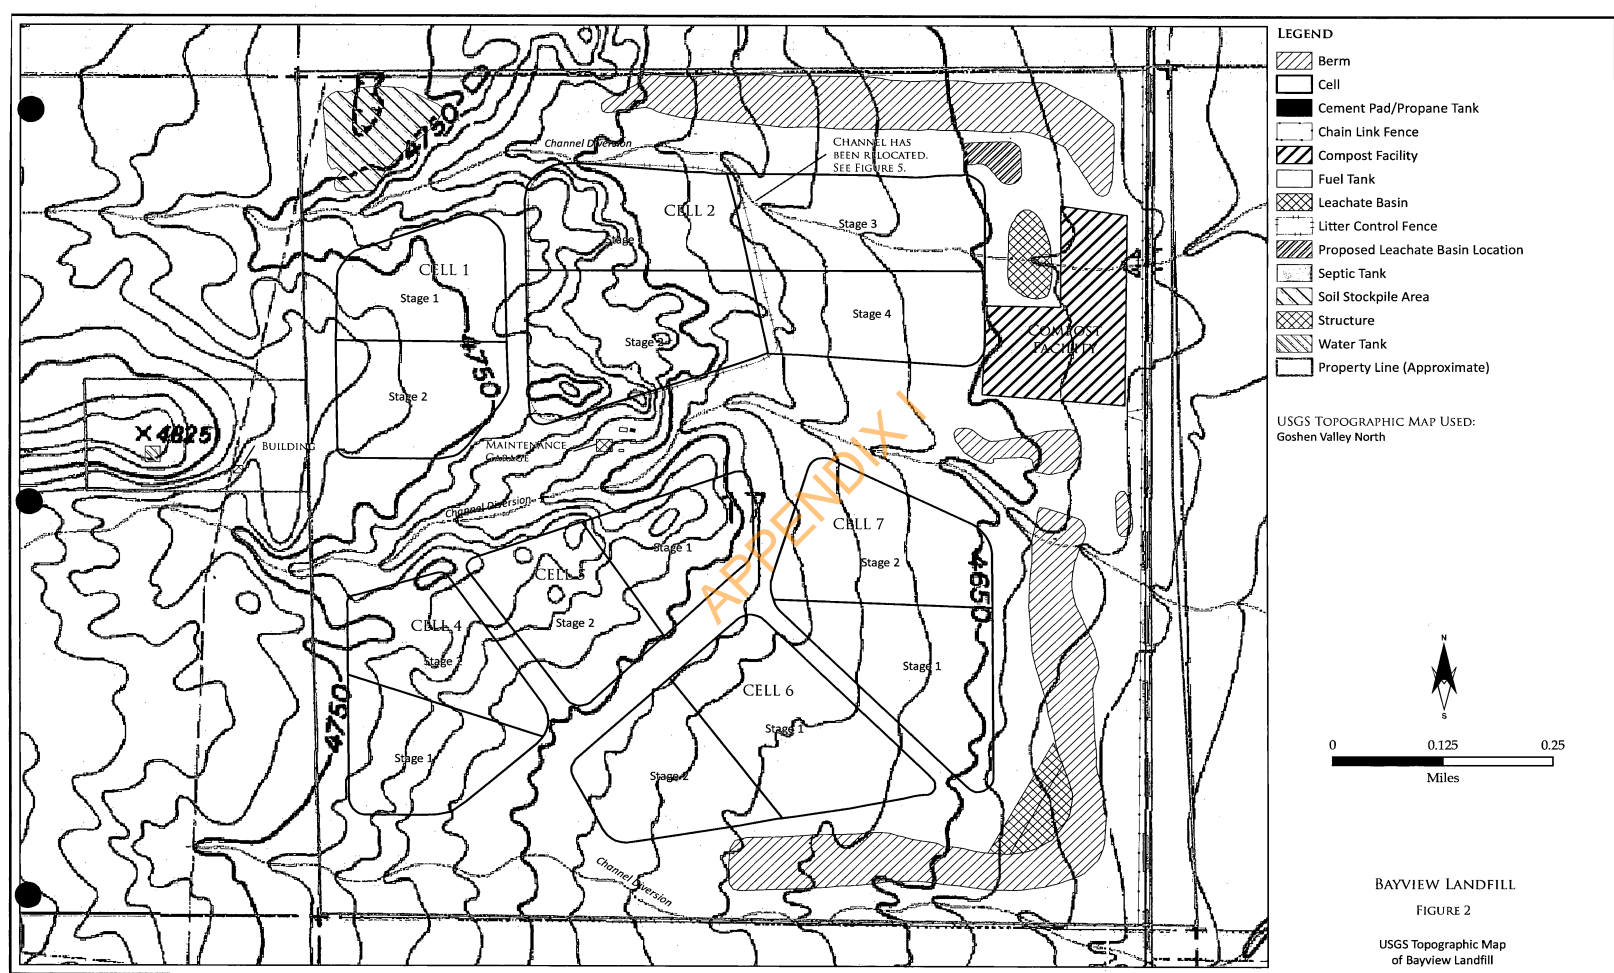 LEGEND
Berm
Cell
Cement Pad/Propane Tank
Chain Link Fence
Compost Facility
Fuel Tank
Leachate Basin
Litter Control Fence
Proposed Leachate Basin Location
Septic Tank
Soil Stockpile Area
Structure
Water Tank
Property Line (Approximate)
USGS TOPOGRAPHIC MAP USED:
Goshen Valley North
N
S
0 0.125 0.25
Miles
BAYVIEW LANDFILL
FIGURE 2
USGS Topographic Map
of Bayview Landfill
4750
Channel Diversion
CHANNEL HAS
BEEN RELOCATED.
SEE FIGURE 5.
CELL 2
Stage 3
Stage
CELL 1
Stage 1
4750
Stage 4
Stage 2
COMPOST
FACILITY
Stage 2
4825
BUILDING
MAINTENANCE
GARAGE
Channel Diversion
17
CELL 7
Stage 2
4650
Stage 1
CELL 5
Stage 1
Stage 2
CELL 4
Stage 2
4750
Stage 1
CELL 6
Stage 1
Stage 2
Channel Diversion
APPENDIX I